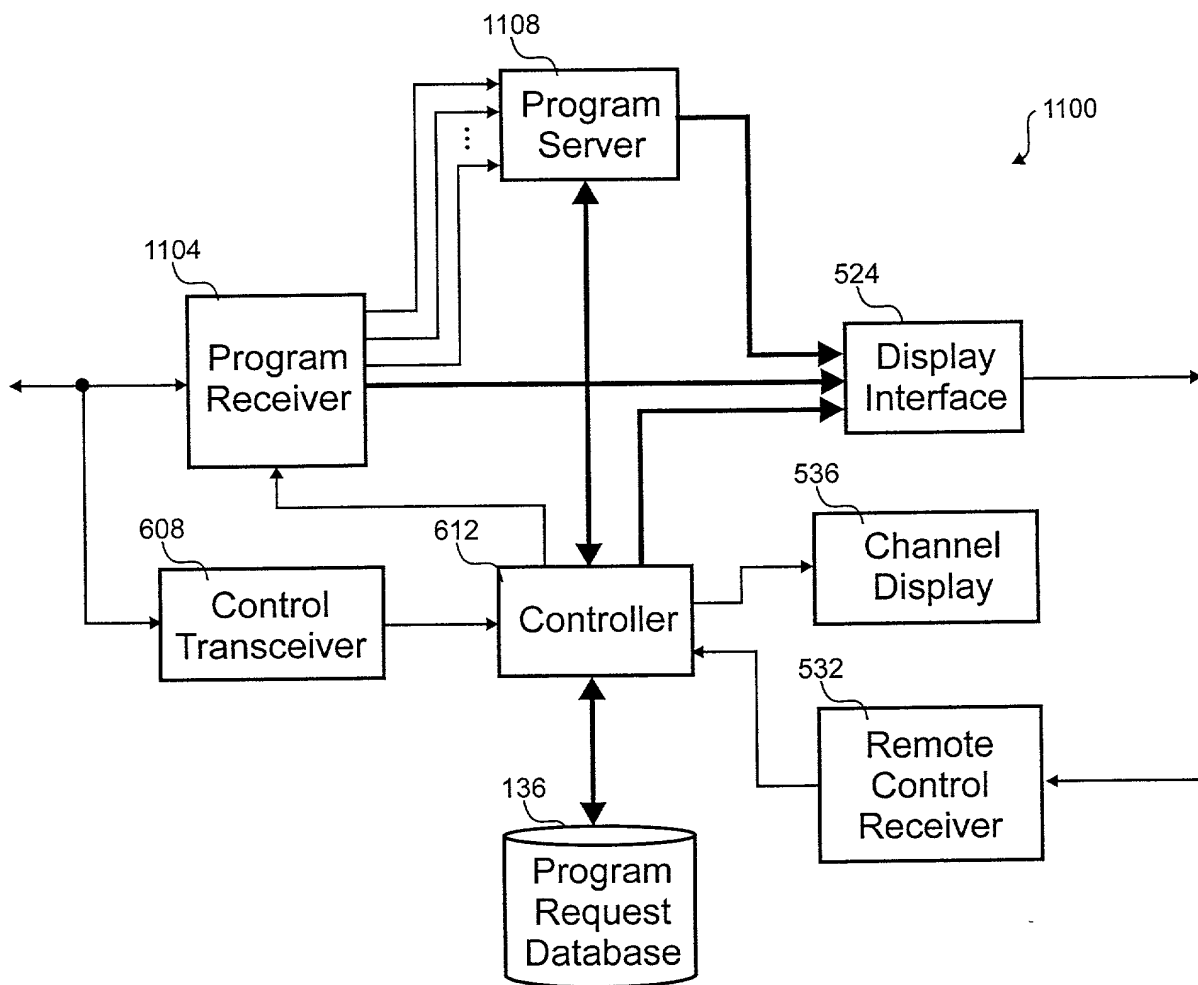 1108
Program
Server
⋮
1100
1104
Program
Receiver
524
Display
Interface
536
Channel
Display
608
Control
Transceiver
612
Controller
532
Remote
Control
Receiver
136
Program
Request
Database